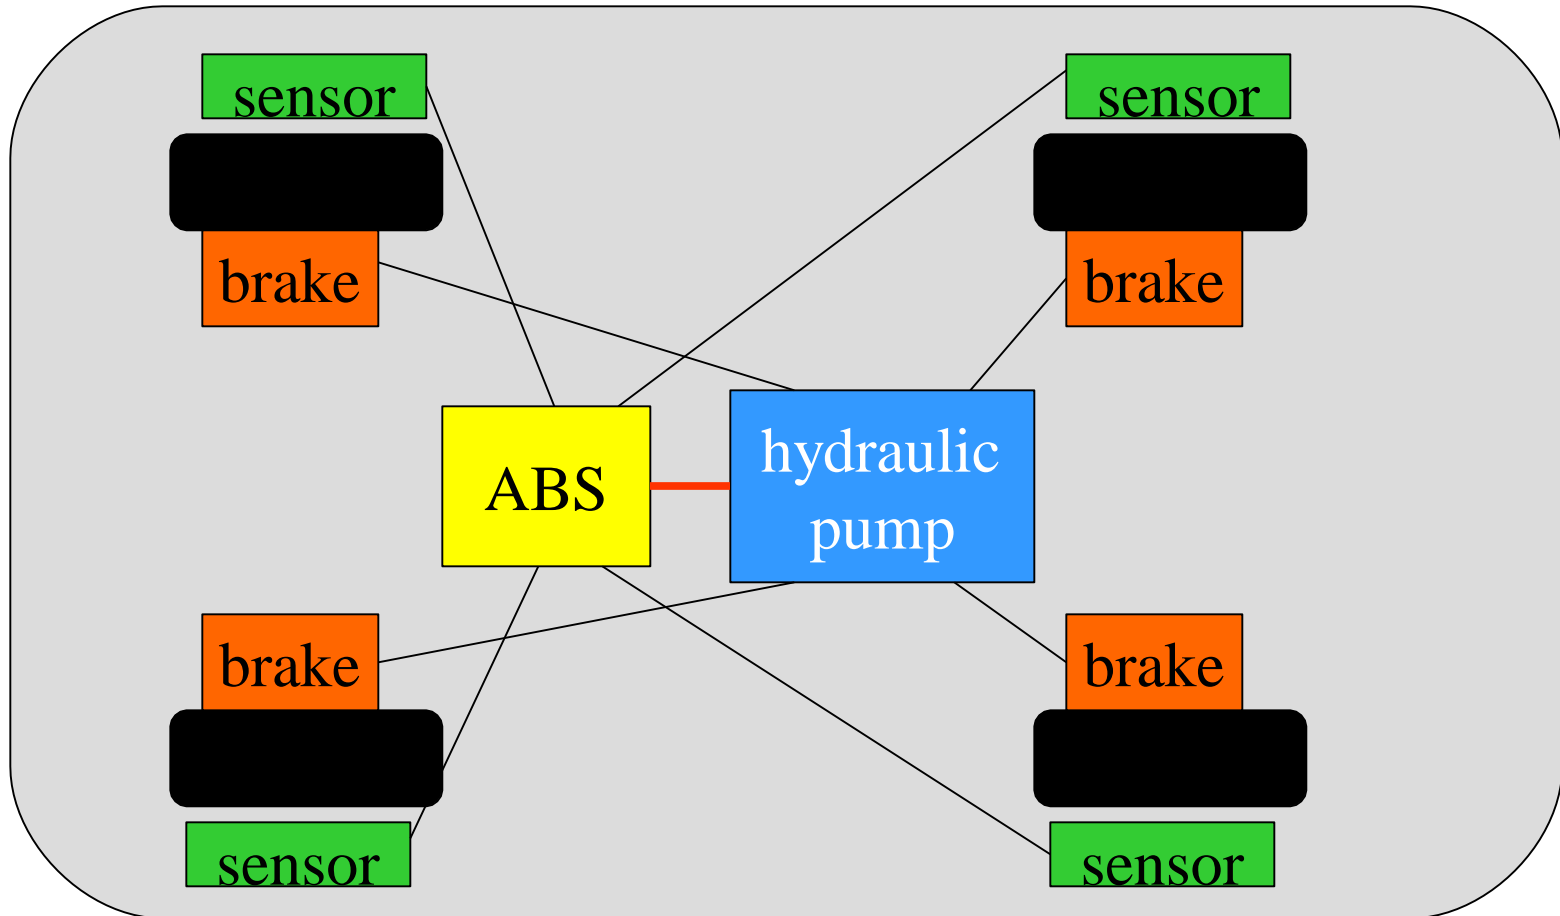 sensor
sensor
brake
brake
ABS
hydraulic
pump
brake
brake
sensor
sensor